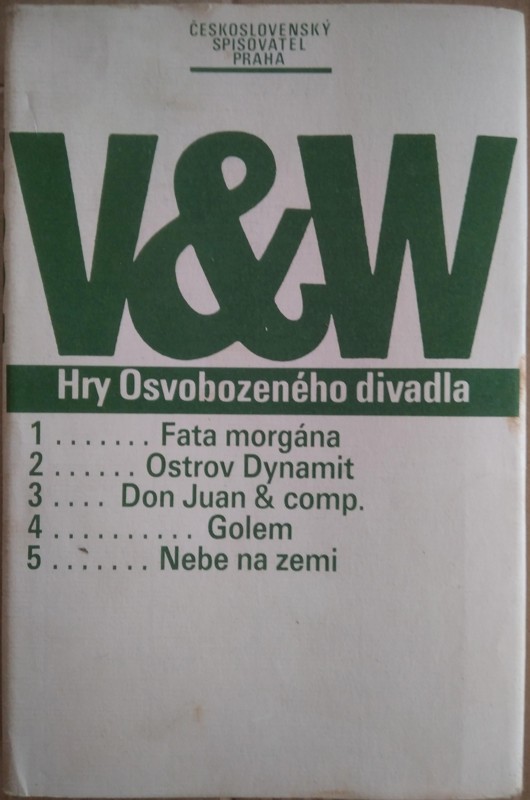 ČESKOSLOVENSKÝ
SPISOVATEL
PRAHA
V&W
Hry Osvobozeného divadla
1 ....... Fata morgána
2 ...... Ostrov Dynamit
3 .... Don Juan & comp.
4 .......... Golem
5 ....... Nebe na zemi